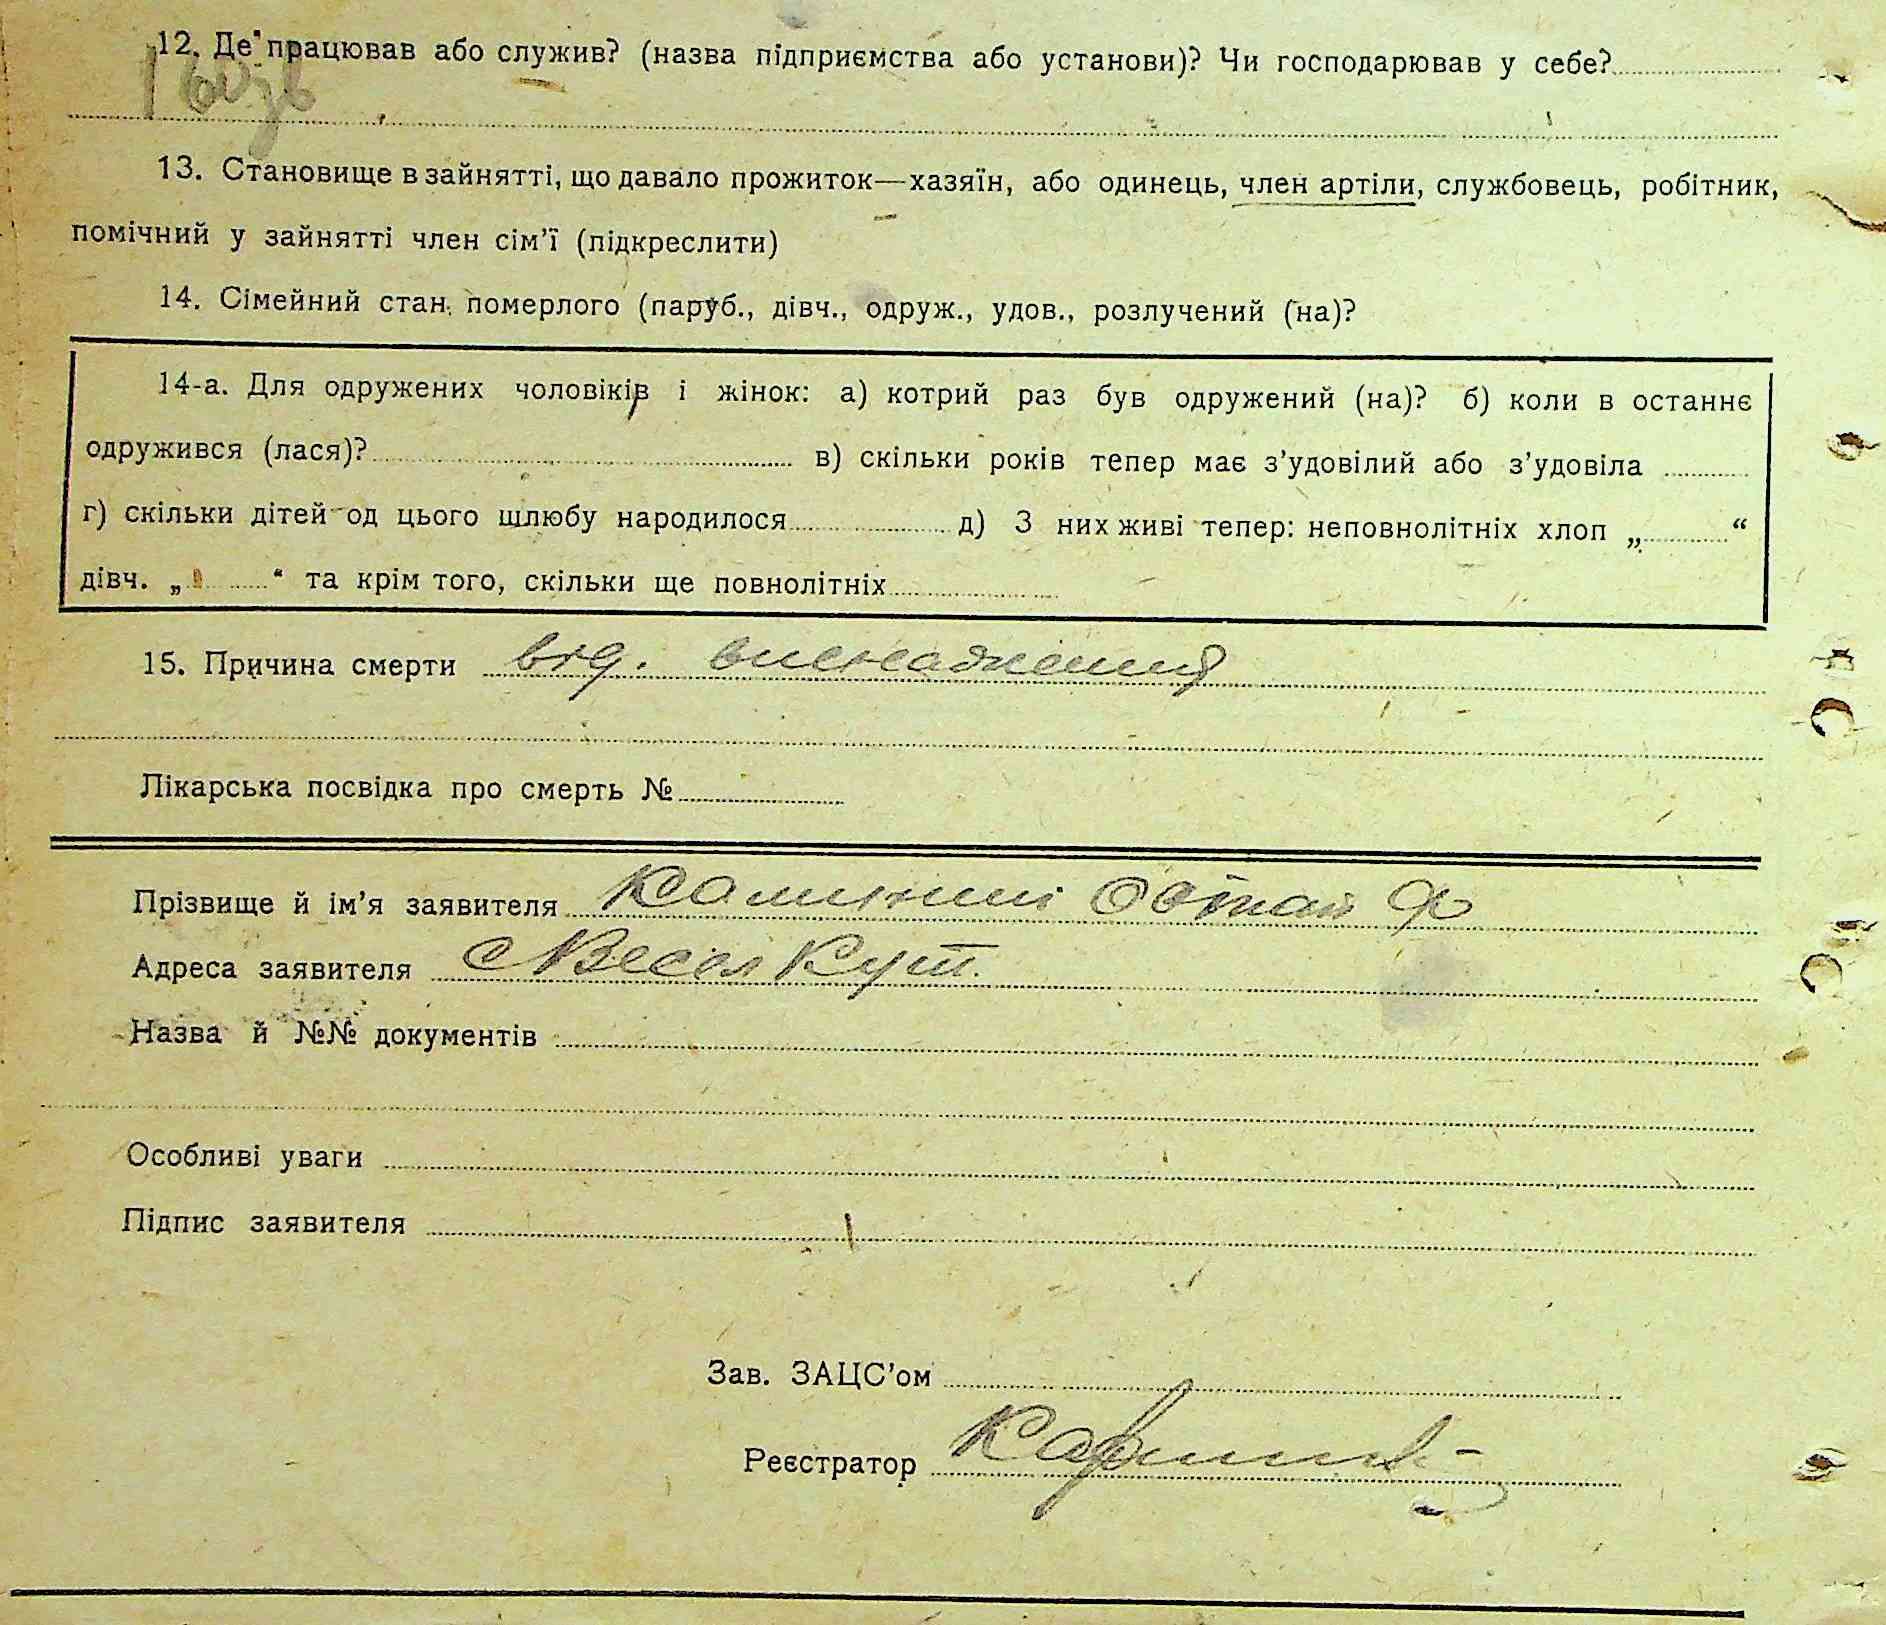 12. Де працював або служив? (назва підприємства або установи)? Чи господарював у себе?
13. Становище в зайнятті, що давало прожиток—хазяїн, або одинець, член артіли, службовець, робітник,
помічний у зайнятті член сім’ї (підкреслити)
14. Сімейний стан померлого (паруб., дівч., одруж., удов., розлучений (на)?
14-а. Для одружених чоловіків і жінок: а) котрий раз був одружений (на)? б) коли в останнє
одружився (лася)? в) скільки років тепер має з’удовілий або з’удовіла
г) скільки дітей од цього шлюбу народилося д) З них живі тепер: неповнолітніх хлоп „ “
дівч. „ “ та крім того, скільки ще повнолітніх
15. Причина смерти від. виснаження
Лікарська посвідка про смерть №
Прізвище й ім’я заявителя
Адреса заявителя с Весел Кут.
Назва й №№ документів
Особливі уваги
Підпис заявителя
Зав. ЗАЦС’ом
Реєстратор